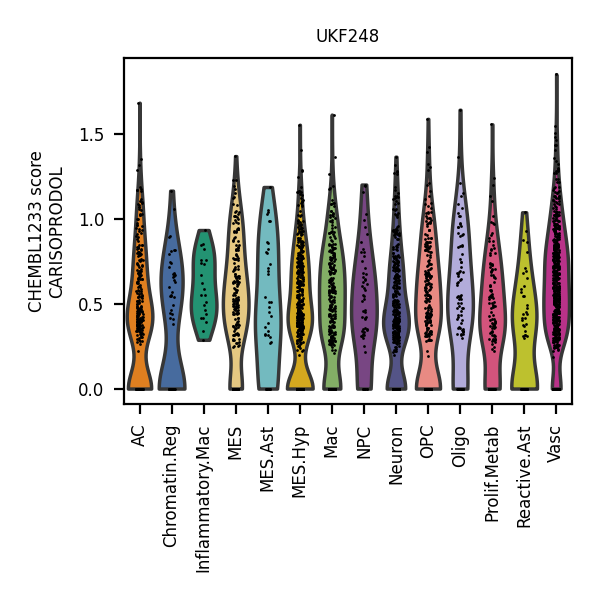 UKF248
CHEMBL1233 score
CARISOPRODOL
1.5
1.0
0.5
0.0
AC
Chromatin.Reg
Inflammatory.Mac
MES
MES.Ast
MES.Hyp
Mac
NPC
Neuron
OPC
Oligo
Prolif.Metab
Reactive.Ast
Vasc